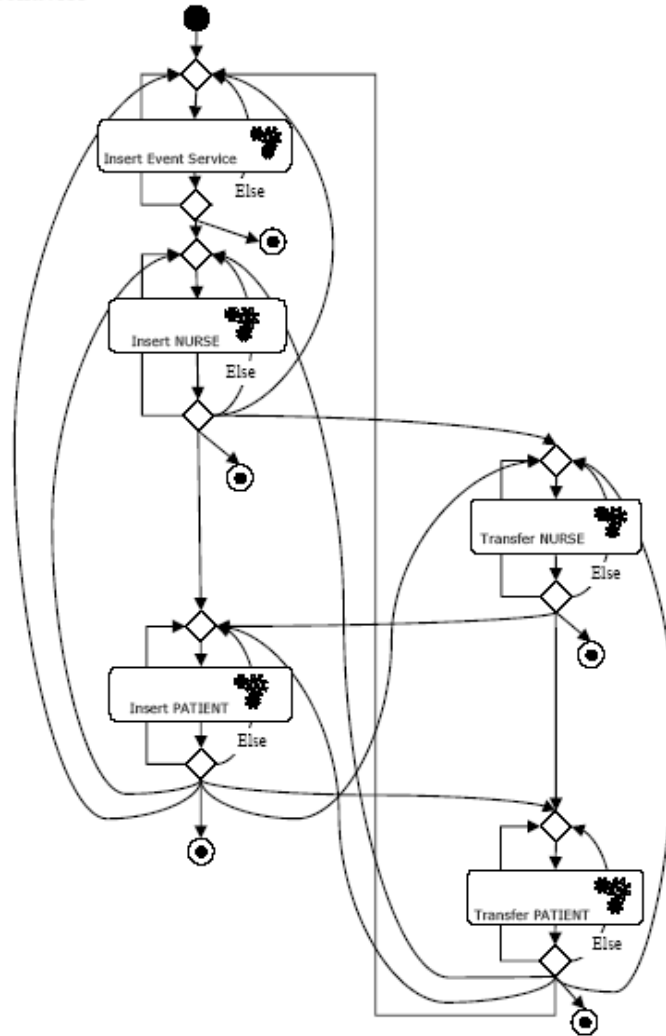 Insert Event Service
Else
Insert NURSE
Else
Transfer NURSE
Else
Insert PATIENT
Else
Transfer PATIENT
Else